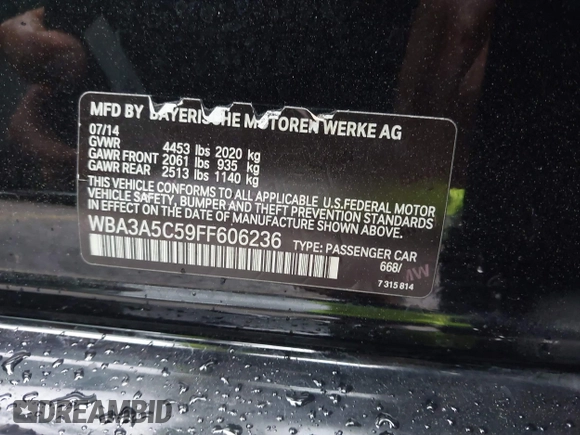 MFD BY BAYERISCHE MOTOREN WERKE AG
07/14
GVWR 4453 lbs 2020 kg
GAWR FRONT 2061 lbs 935 kg
GAWR REAR 2513 lbs 1140 kg
THIS VEHICLE CONFORMS TO ALL APPLICABLE U.S.FEDERAL MOTOR
VEHICLE SAFETY, BUMPER AND THEFT PREVENTION STANDARDS
IN EFFECT ON THE DATE OF MANUFACTURE SHOWN ABOVE.
WBA3A5C59FF606236 TYPE: PASSENGER CAR
668/
7 315 814
DREAMBID